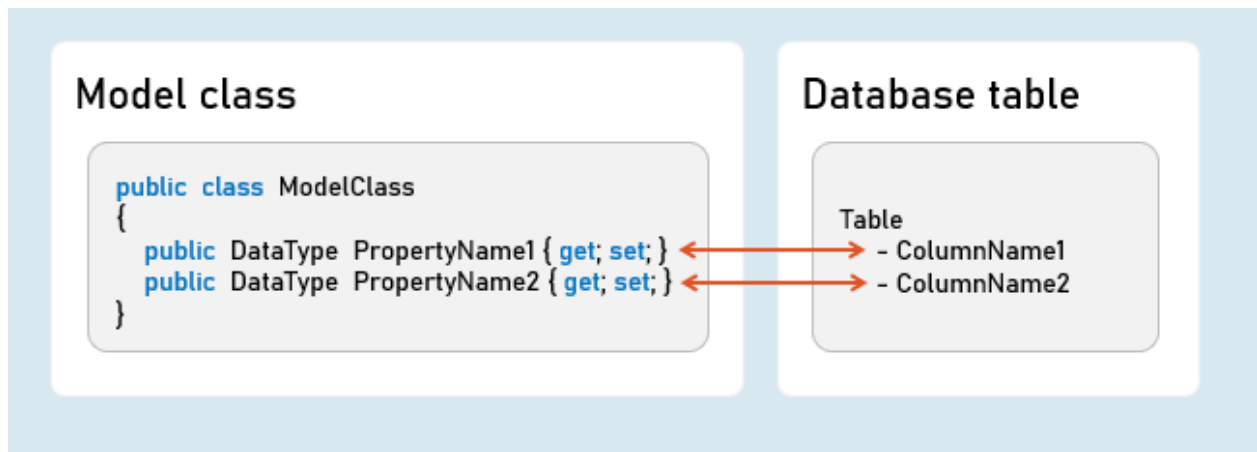 Model class
public class ModelClass
{
public DataType PropertyName1 { get; set; }
public DataType PropertyName2 { get; set; }
}
Database table
Table
- ColumnName1
- ColumnName2